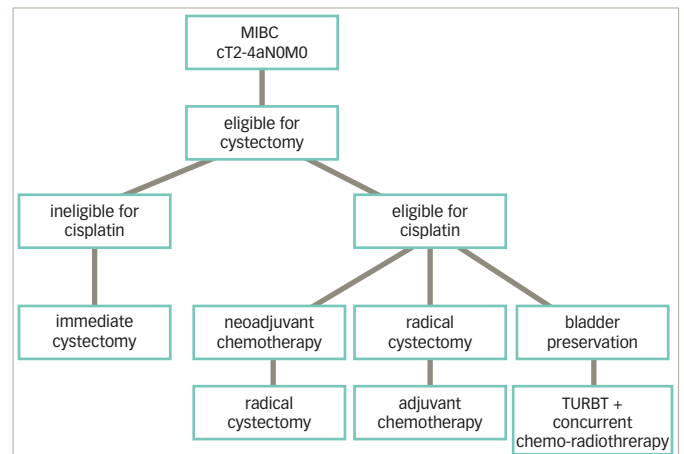 MIBC
cT2-4aN0M0
eligible for
cystectomy
ineligible for
cisplatin
eligible for
cisplatin
immediate
cystectomy
neoadjuvant
chemotherapy
radical
cystectomy
bladder
preservation
radical
cystectomy
adjuvant
chemotherapy
TURBT +
concurrent
chemo-radiothrerapy